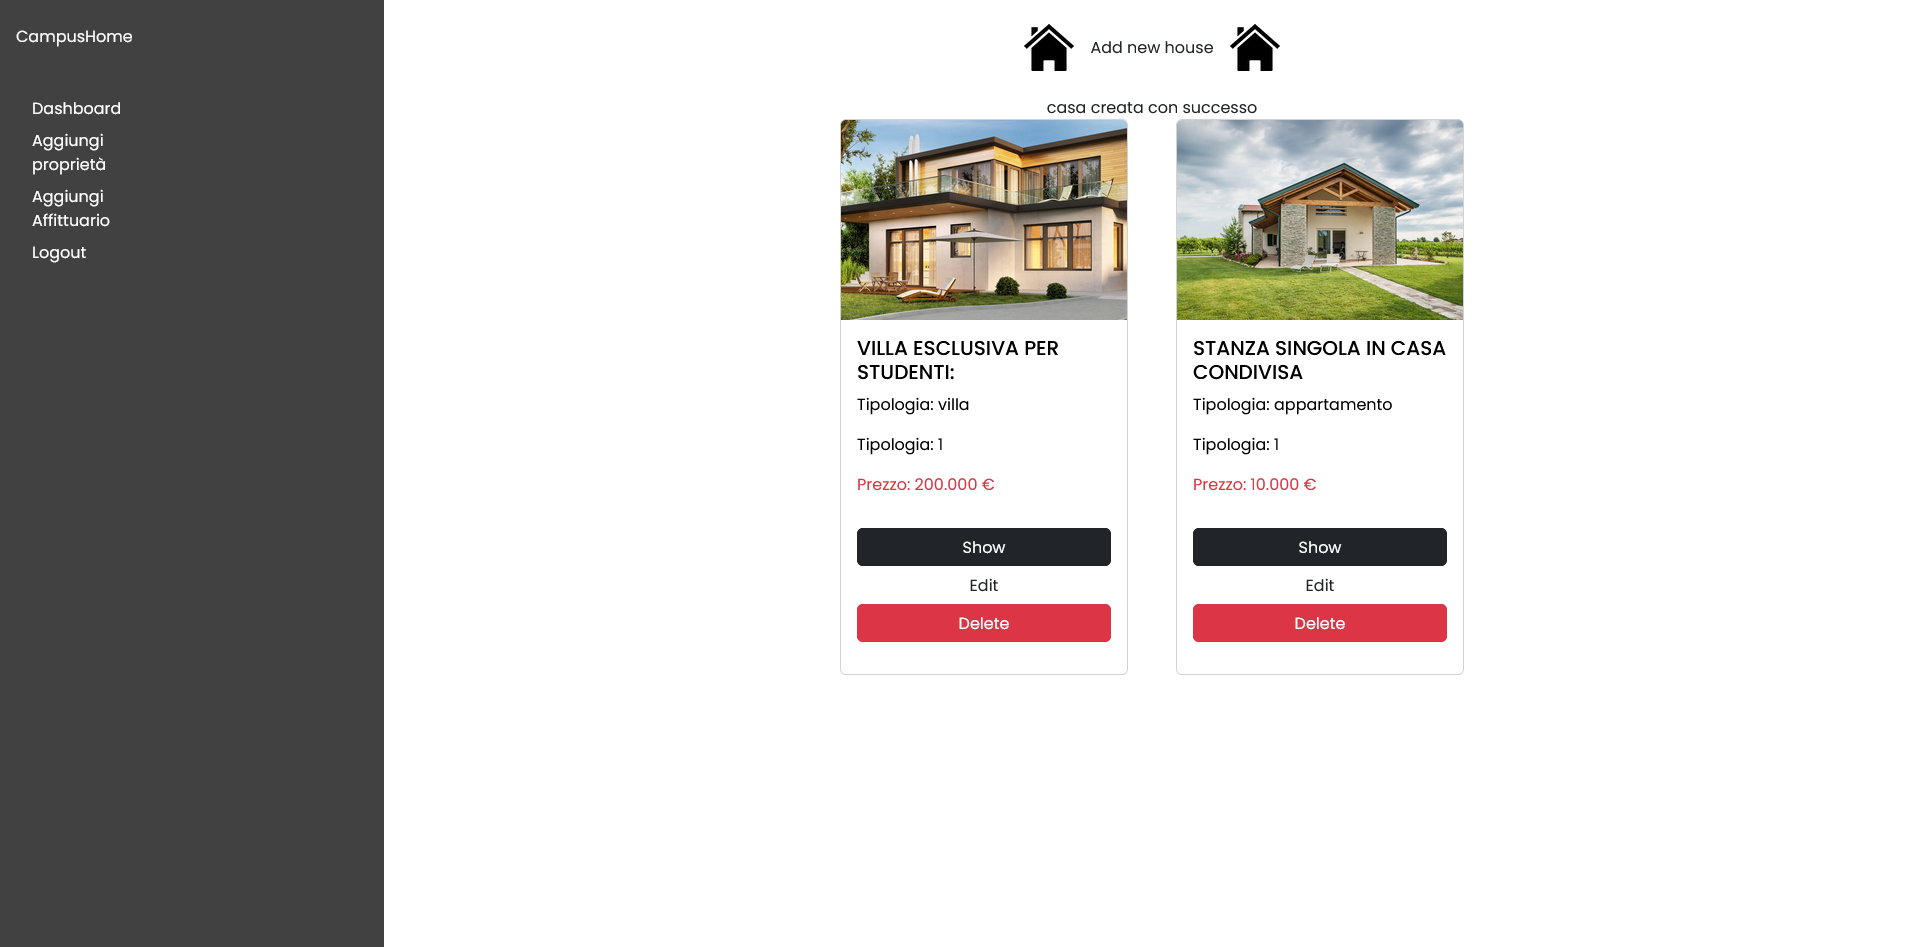 CampusHome
Dashboard
Aggiungi
proprietà
Aggiungi
Affittuario
Logout
Add new house
casa creata con successo
VILLA ESCLUSIVA PER
STUDENTI:
Tipologia: villa
Tipologia: 1
Prezzo: 200.000 €
Show
Edit
Delete
STANZA SINGOLA IN CASA
CONDIVISA
Tipologia: appartamento
Tipologia: 1
Prezzo: 10.000 €
Show
Edit
Delete